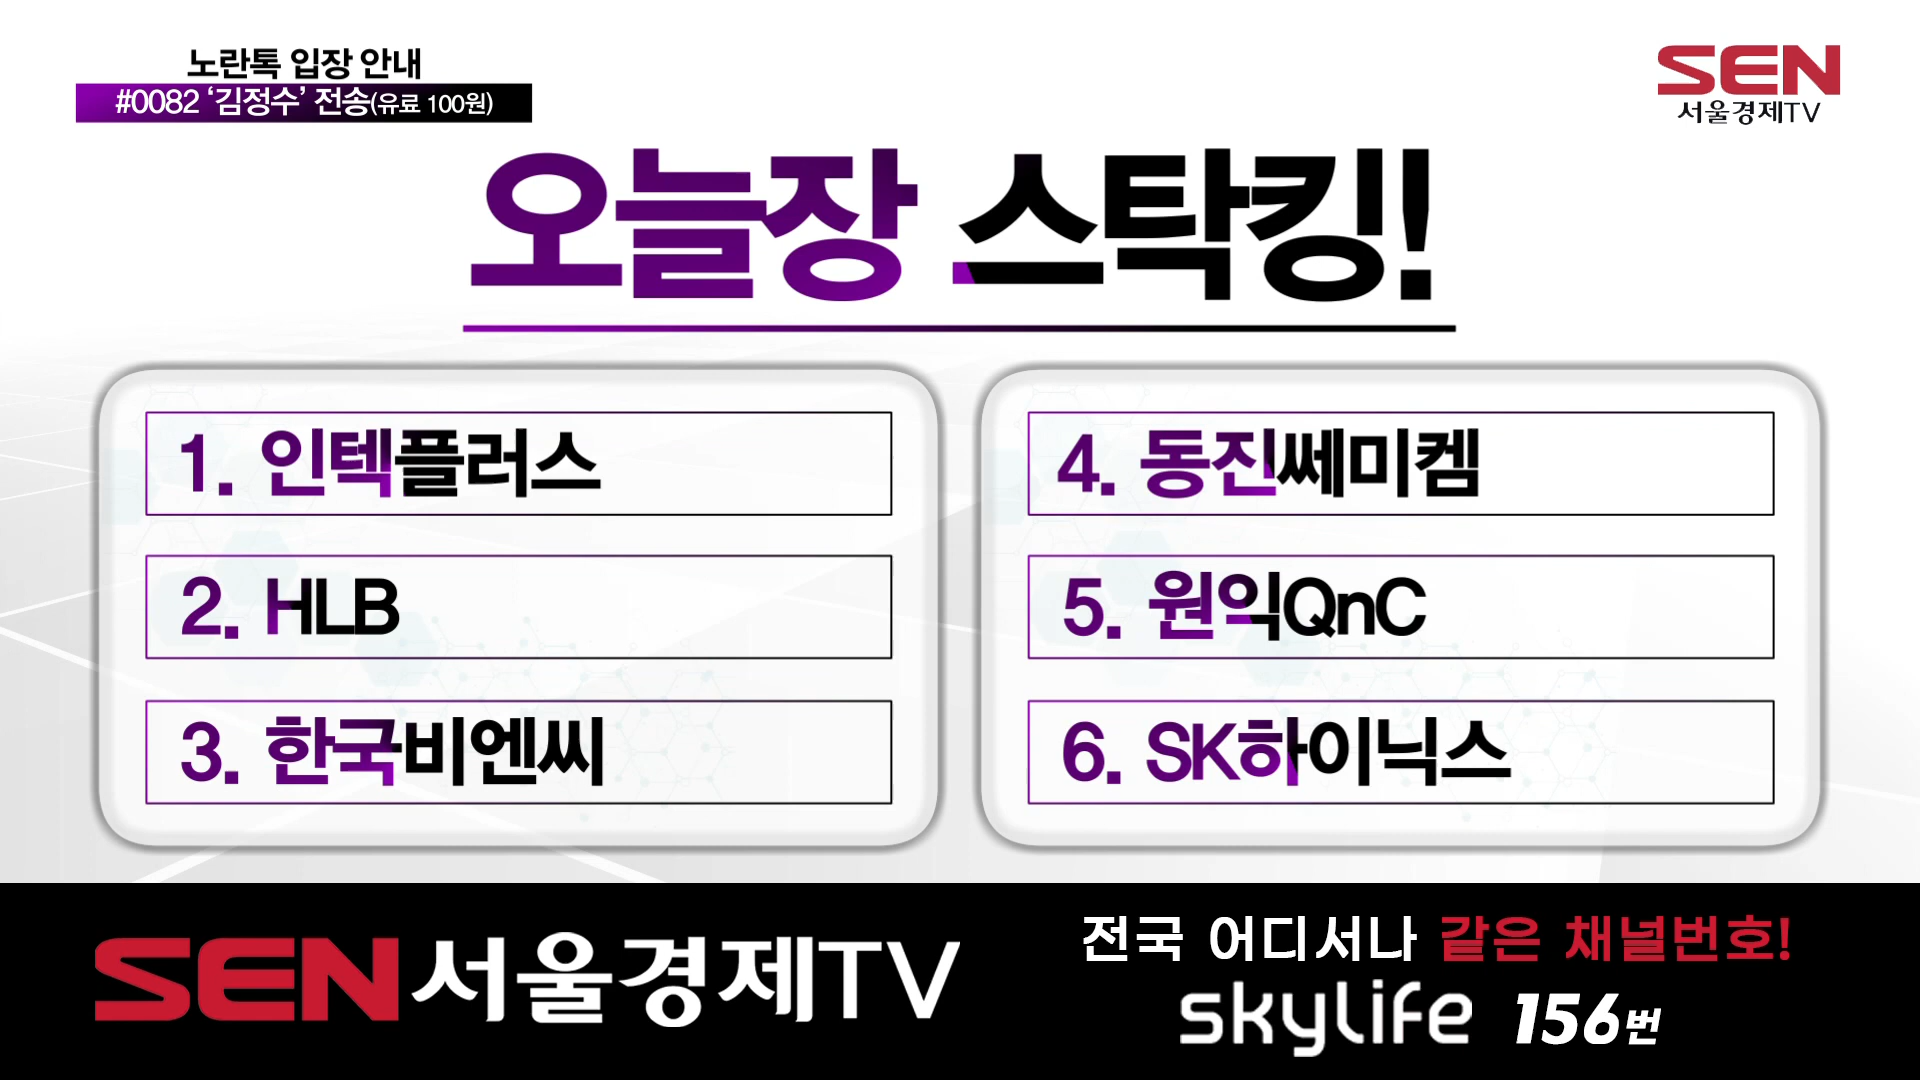 노란톡 입장 안내
#0082 ‘김정수’ 전송(유료 100원)
SEN
서울경제TV
오늘장 스탁킹!
1. 인텍플러스
2. HLB
3. 한국비엔씨
4. 동진쎄미켐
5. 원익QnC
6. SK하이닉스
SEN 서울경제TV
전국 어디서나 같은 채널번호!
skylife 156번